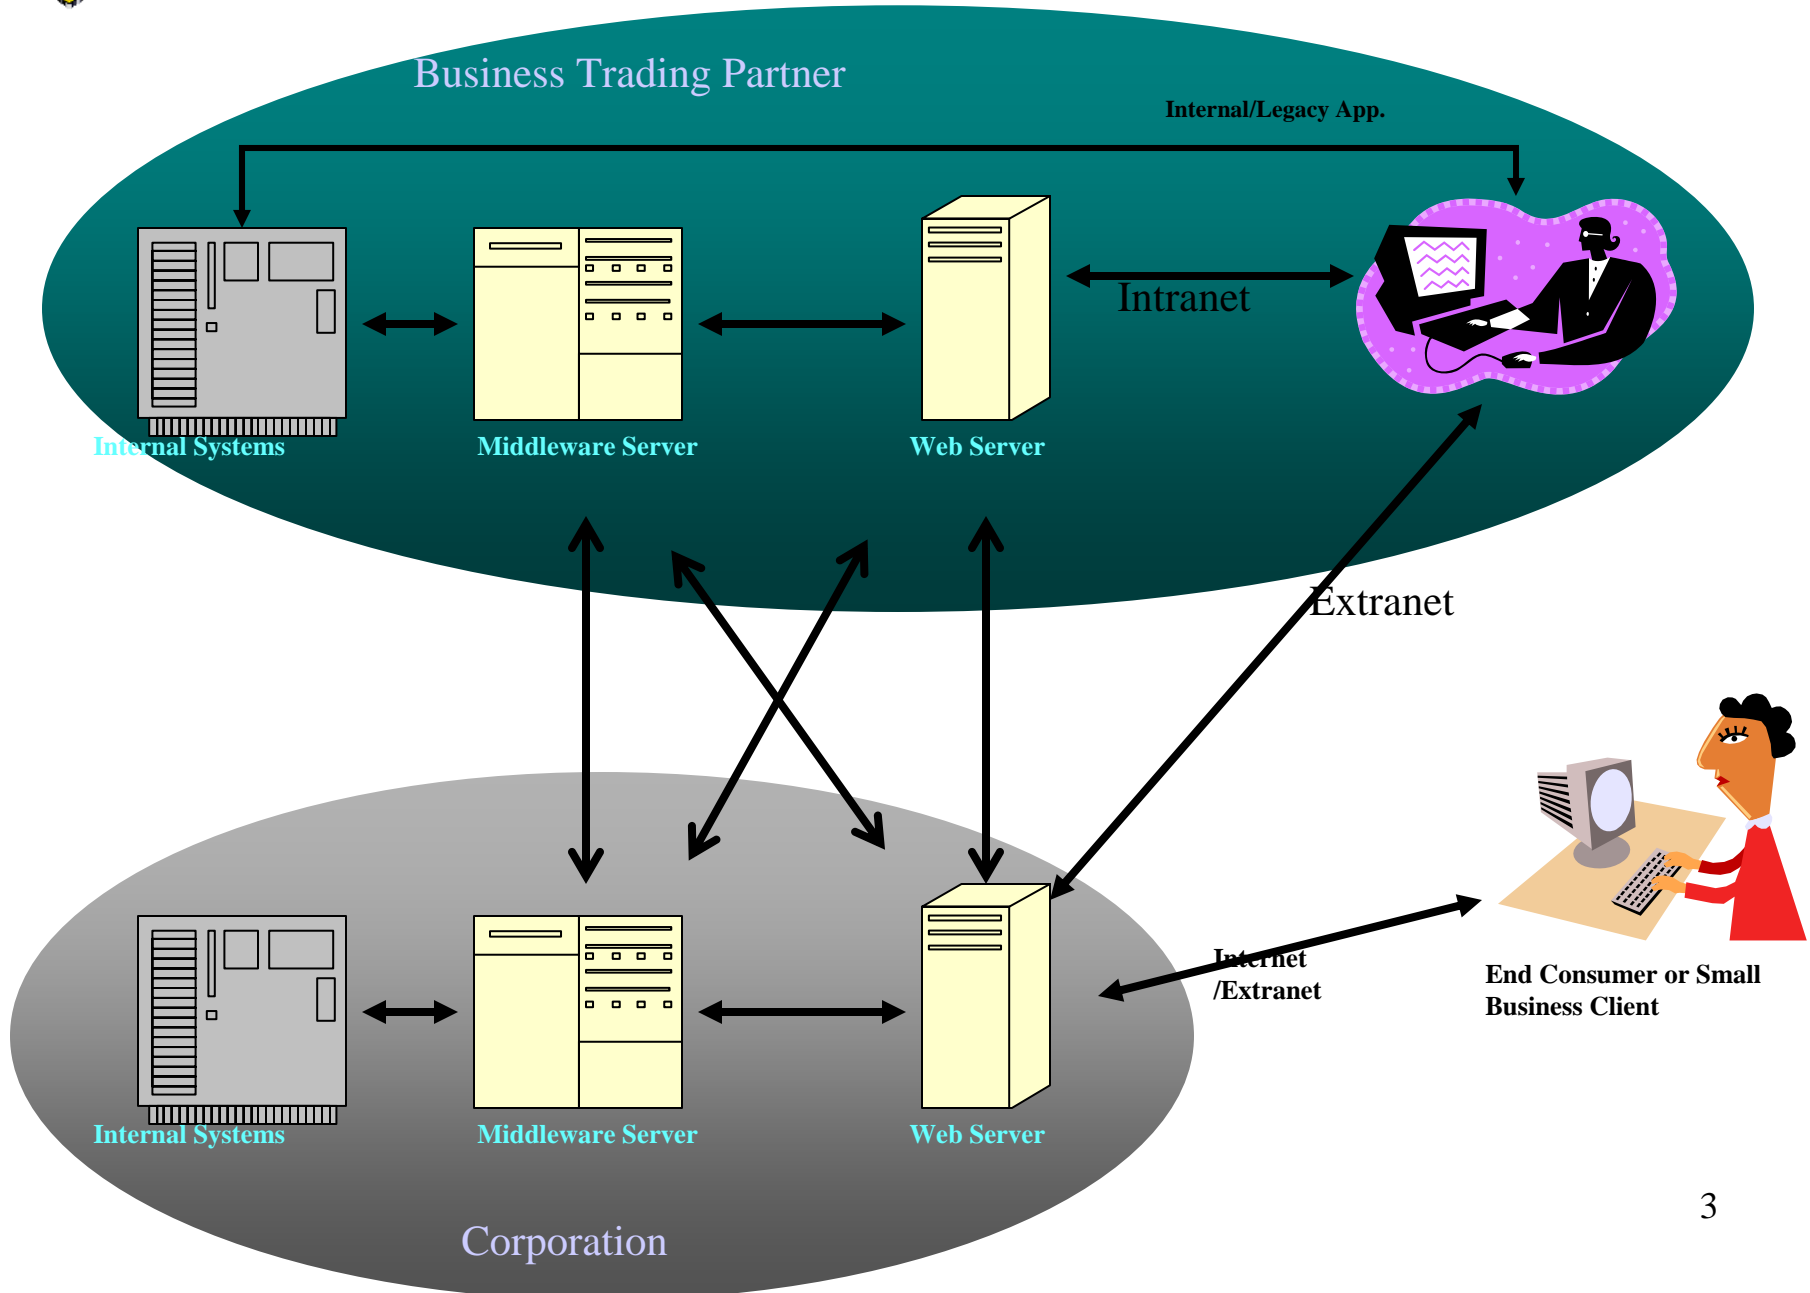 Business Trading Partner
Internal/Legacy App.
Intranet
Internal Systems
Middleware Server
Web Server
Extranet
Internet
/Extranet
End Consumer or Small
Business Client
Internal Systems
Middleware Server
Web Server
3
Corporation